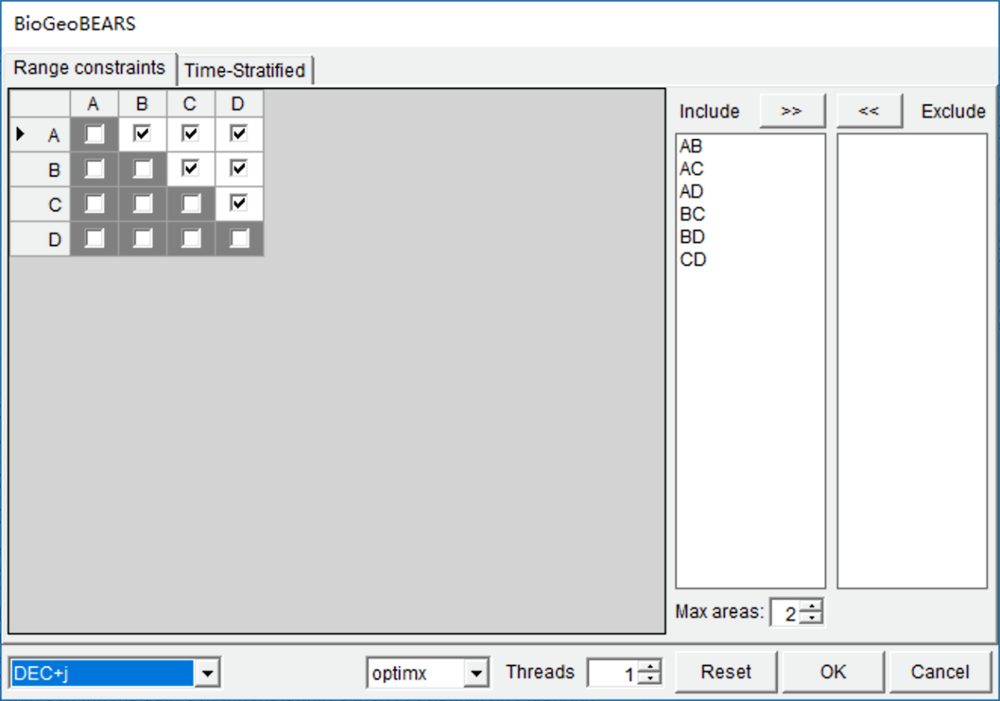 BioGeoBEARS
Range constraints Time-Stratified
A B C D
A
B
C
D
Include >> << Exclude
AB
AC
AD
BC
BD
CD
Max areas: 2
DEC+j optimx Threads 1 Reset OK Cancel